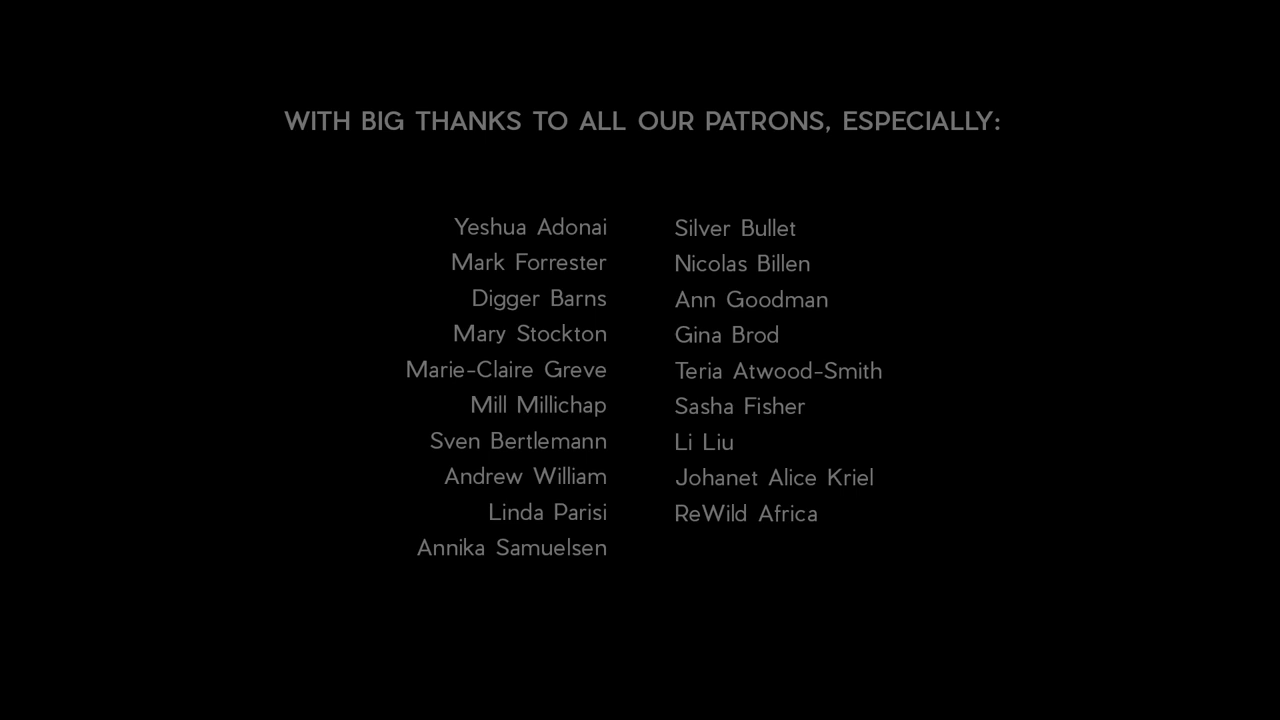 WITH BIG THANKS TO ALL OUR PATRONS, ESPECIALLY:
Yeshua Adonai
Mark Forrester
Digger Barns
Mary Stockton
Marie-Claire Greve
Mill Millichap
Sven Bertlemann
Andrew William
Linda Parisi
Annika Samuelsen
Silver Bullet
Nicolas Billen
Ann Goodman
Gina Brod
Teria Atwood-Smith
Sasha Fisher
Li Liu
Johanet Alice Kriel
ReWild Africa